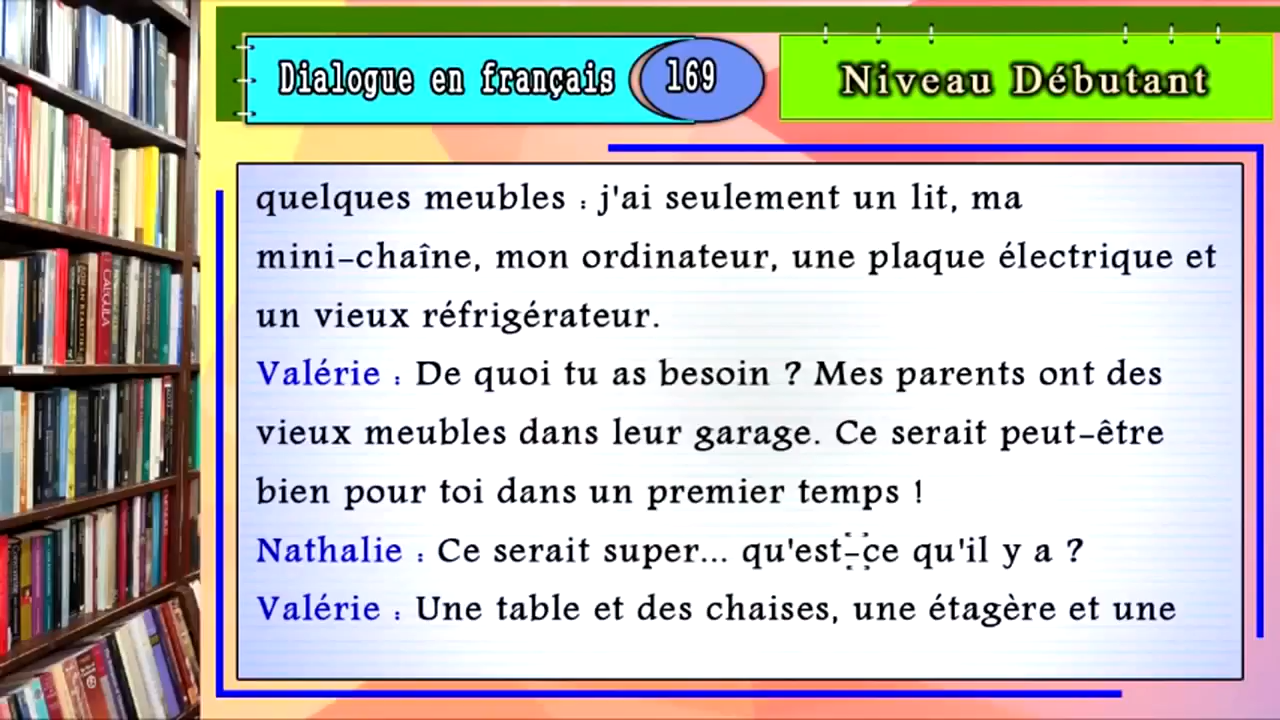 Dialogue en français 169
Niveau Débutant
quelques meubles : j'ai seulement un lit, ma
mini-chaîne, mon ordinateur, une plaque électrique et
un vieux réfrigérateur.
Valérie : De quoi tu as besoin ? Mes parents ont des
vieux meubles dans leur garage. Ce serait peut-être
bien pour toi dans un premier temps !
Nathalie : Ce serait super... qu'est-ce qu'il y a ?
Valérie : Une table et des chaises, une étagère et une